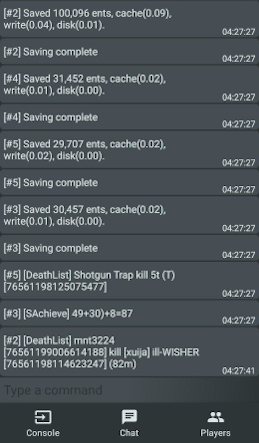 [#2] Saved 100,096 ents, cache(0.09),
write(0.04), disk(0.01).
04:27:27
[#2] Saving complete
04:27:27
[#4] Saved 31,452 ents, cache(0.02),
write(0.01), disk(0.00).
04:27:27
[#4] Saving complete
04:27:27
[#5] Saved 29,707 ents, cache(0.02),
write(0.02), disk(0.00).
04:27:27
[#5] Saving complete
04:27:27
[#3] Saved 30,457 ents, cache(0.02),
write(0.01), disk(0.00).
04:27:27
[#3] Saving complete
04:27:27
[#5] [DeathList] Shotgun Trap kill 5t (T)
[76561198125075477]
04:27:27
[#3] [SAchieve] 49+30)+8=87
04:27:27
[#2] [DeathList] mnt3224
[76561199006614188] kill [xuija] ill-WISHER
[76561198114623247] (82m)
04:27:41
Type a command
Console
Chat
Players